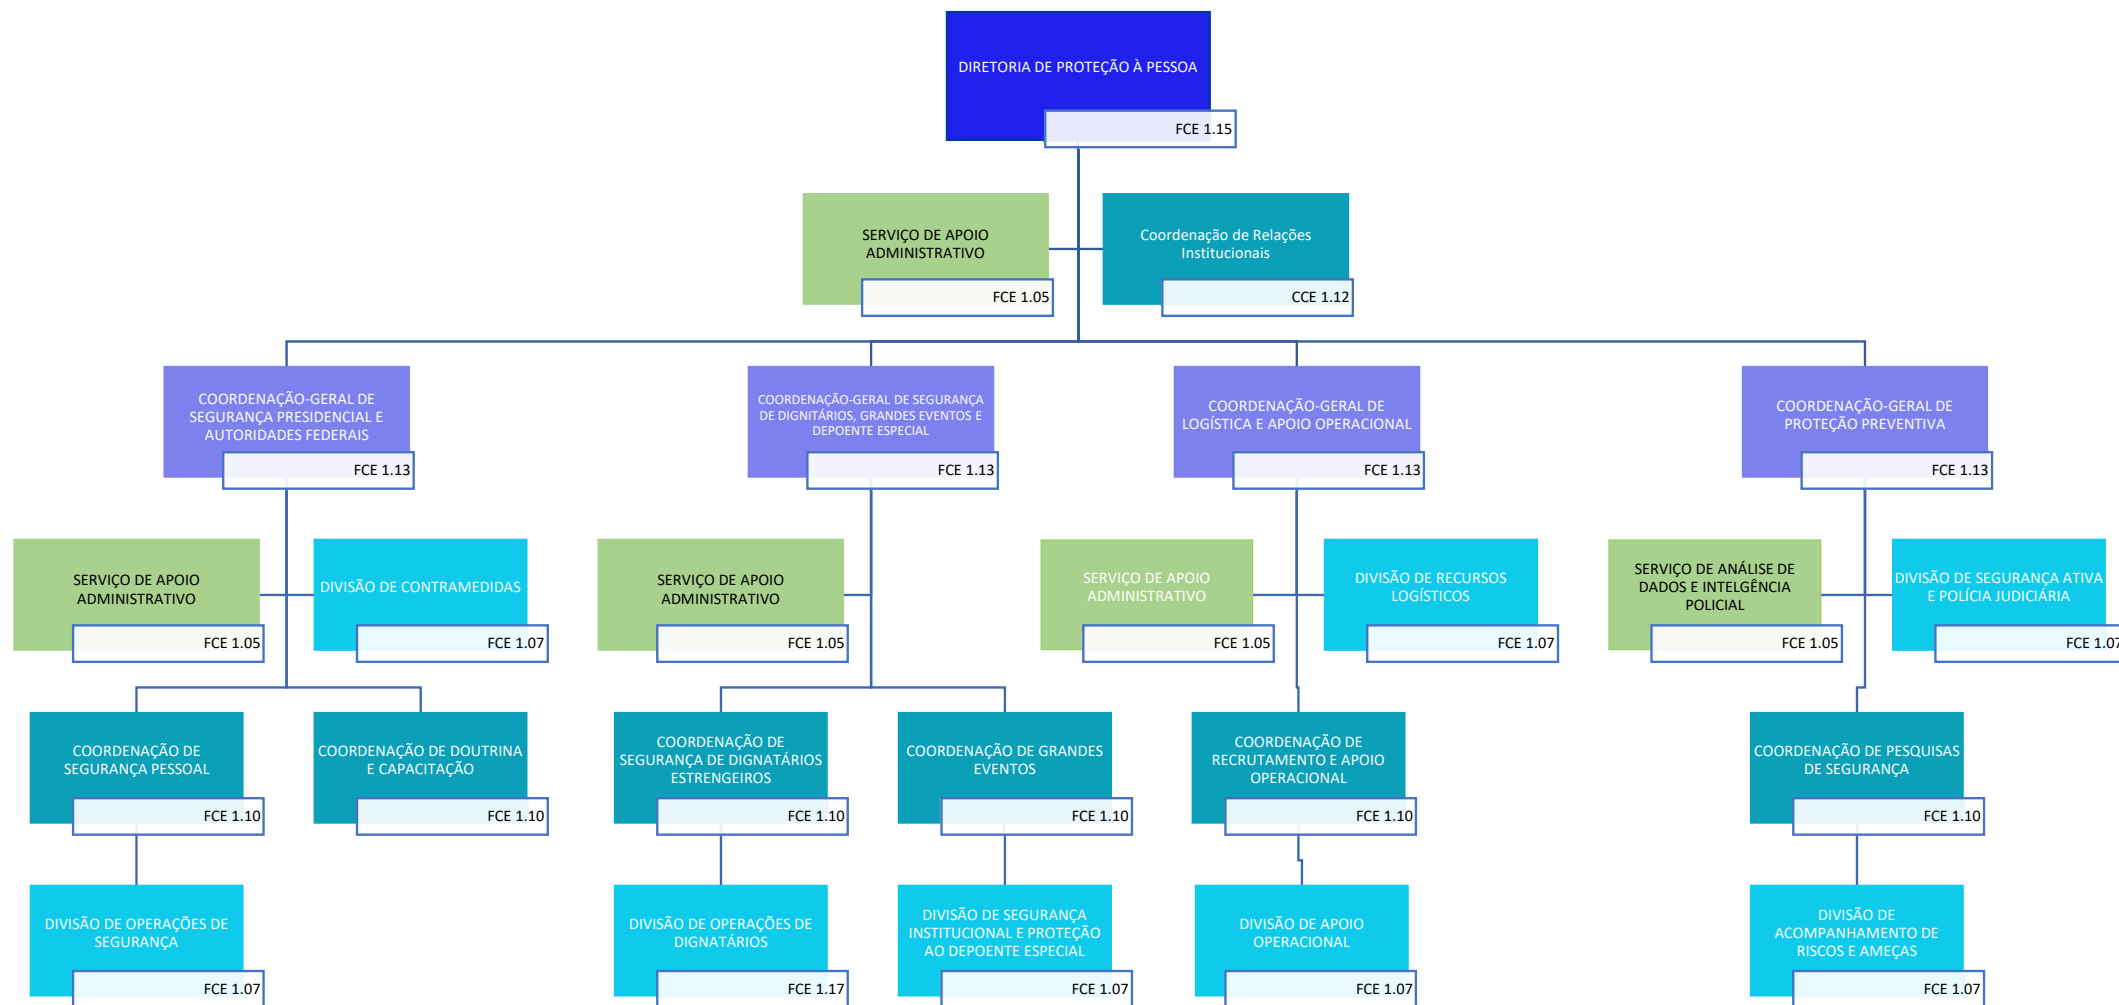 DIRETORIA DE PROTEÇÃO À PESSOA
FCE 1.15
SERVIÇO DE APOIO
ADMINISTRATIVO
FCE 1.05
Coordenação de Relações
Institucionais
CCE 1.12
COORDENAÇÃO-GERAL DE
SEGURANÇA PRESIDENCIAL E
AUTORIDADES FEDERAIS
FCE 1.13
COORDENAÇÃO-GERAL DE SEGURANÇA
DE DIGNITÁRIOS, GRANDES EVENTOS E
DEPOENTE ESPECIAL
FCE 1.13
COORDENAÇÃO-GERAL DE
LOGÍSTICA E APOIO OPERACIONAL
FCE 1.13
COORDENAÇÃO-GERAL DE
PROTEÇÃO PREVENTIVA
FCE 1.13
SERVIÇO DE APOIO
ADMINISTRATIVO
FCE 1.05
DIVISÃO DE CONTRAMEDIDAS
FCE 1.07
SERVIÇO DE APOIO
ADMINISTRATIVO
FCE 1.05
SERVIÇO DE APOIO
ADMINISTRATIVO
FCE 1.05
DIVISÃO DE RECURSOS
LOGÍSTICOS
FCE 1.07
SERVIÇO DE ANÁLISE DE
DADOS E INTELGÊNCIA
POLICIAL
FCE 1.05
DIVISÃO DE SEGURANÇA ATIVA
E POLÍCIA JUDICIÁRIA
FCE 1.07
COORDENAÇÃO DE
SEGURANÇA PESSOAL
FCE 1.10
COORDENAÇÃO DE DOUTRINA
E CAPACITAÇÃO
FCE 1.10
COORDENAÇÃO DE
SEGURANÇA DE DIGNATÁRIOS
ESTRENGEIROS
FCE 1.10
COORDENAÇÃO DE GRANDES
EVENTOS
FCE 1.10
COORDENAÇÃO DE
RECRUTAMENTO E APOIO
OPERACIONAL
FCE 1.10
COORDENAÇÃO DE PESQUISAS
DE SEGURANÇA
FCE 1.10
DIVISÃO DE OPERAÇÕES DE
SEGURANÇA
FCE 1.07
DIVISÃO DE OPERAÇÕES DE
DIGNATÁRIOS
FCE 1.17
DIVISÃO DE SEGURANÇA
INSTITUCIONAL E PROTEÇÃO
AO DEPOENTE ESPECIAL
FCE 1.07
DIVISÃO DE APOIO
OPERACIONAL
FCE 1.07
DIVISÃO DE
ACOMPANHAMENTO DE
RISCOS E AMEÇAS
FCE 1.07